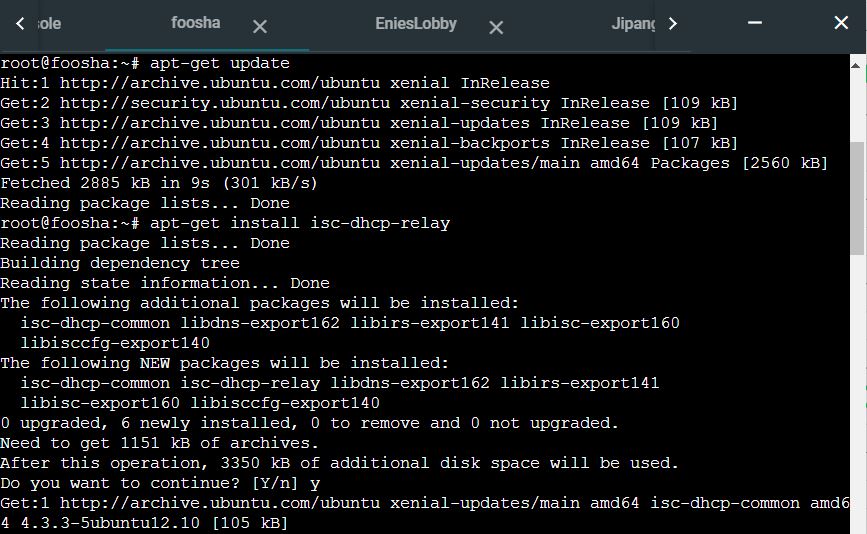 sole
foosha
EniesLobby
Jipang
root@foosha:~# apt-get update
Hit:1 http://archive.ubuntu.com/ubuntu xenial InRelease
Get:2 http://security.ubuntu.com/ubuntu xenial-security InRelease [109 kB]
Get:3 http://archive.ubuntu.com/ubuntu xenial-updates InRelease [109 kB]
Get:4 http://archive.ubuntu.com/ubuntu xenial-backports InRelease [107 kB]
Get:5 http://archive.ubuntu.com/ubuntu xenial-updates/main amd64 Packages [2560 kB]
Fetched 2885 kB in 9s (301 kB/s)
Reading package lists... Done
root@foosha:~# apt-get install isc-dhcp-relay
Reading package lists... Done
Building dependency tree
Reading state information... Done
The following additional packages will be installed:
  isc-dhcp-common libdns-export162 libirs-export141 libisc-export160
  libisccfg-export140
The following NEW packages will be installed:
  isc-dhcp-common isc-dhcp-relay libdns-export162 libirs-export141
  libisc-export160 libisccfg-export140
0 upgraded, 6 newly installed, 0 to remove and 0 not upgraded.
Need to get 1151 kB of archives.
After this operation, 3350 kB of additional disk space will be used.
Do you want to continue? [Y/n] y
Get:1 http://archive.ubuntu.com/ubuntu xenial-updates/main amd64 isc-dhcp-common amd6
4 4.3.3-5ubuntu12.10 [105 kB]